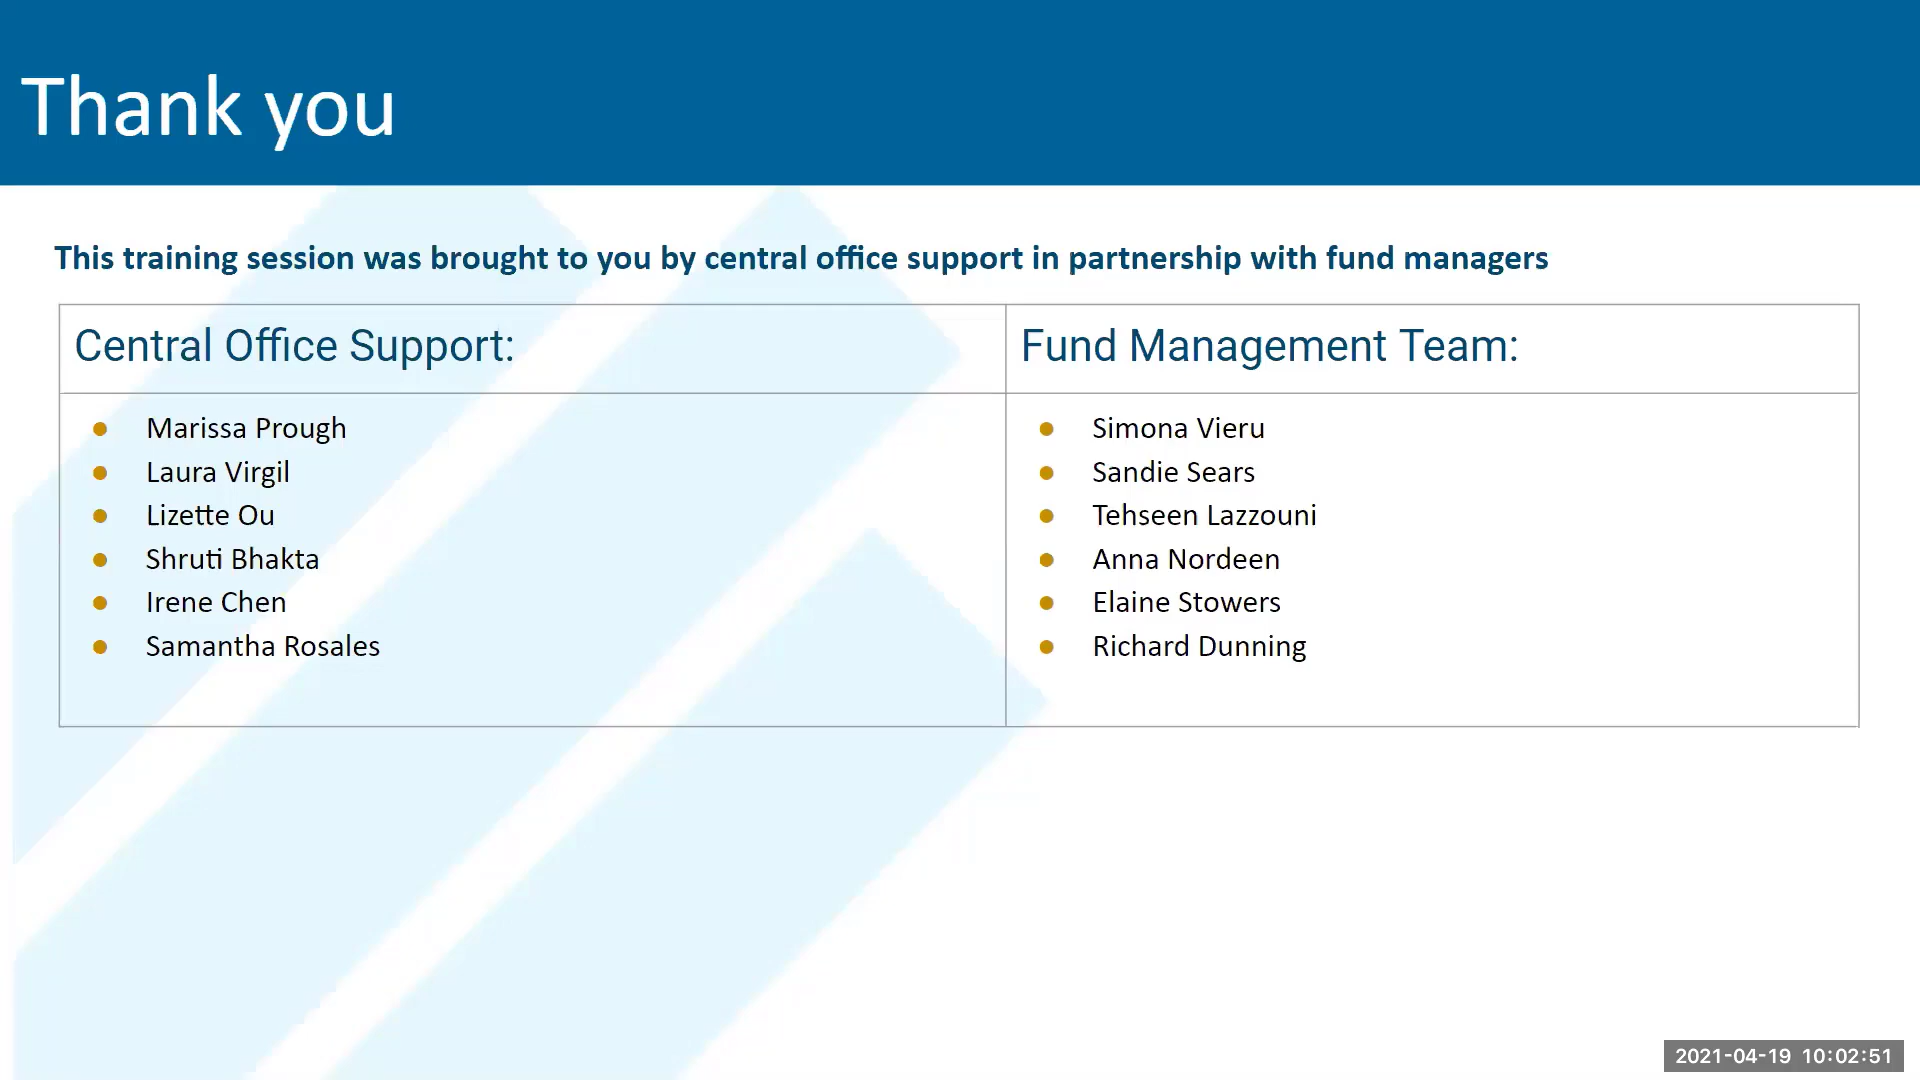 Thank you
This training session was brought to you by central office support in partnership with fund managers
Central Office Support:
Marissa Prough
Laura Virgil
Lizette Ou
Shruti Bhakta
Irene Chen
Samantha Rosales
Fund Management Team:
Simona Vieru
Sandie Sears
Tehseen Lazzouni
Anna Nordeen
Elaine Stowers
Richard Dunning
2021-04-19 10:02:51